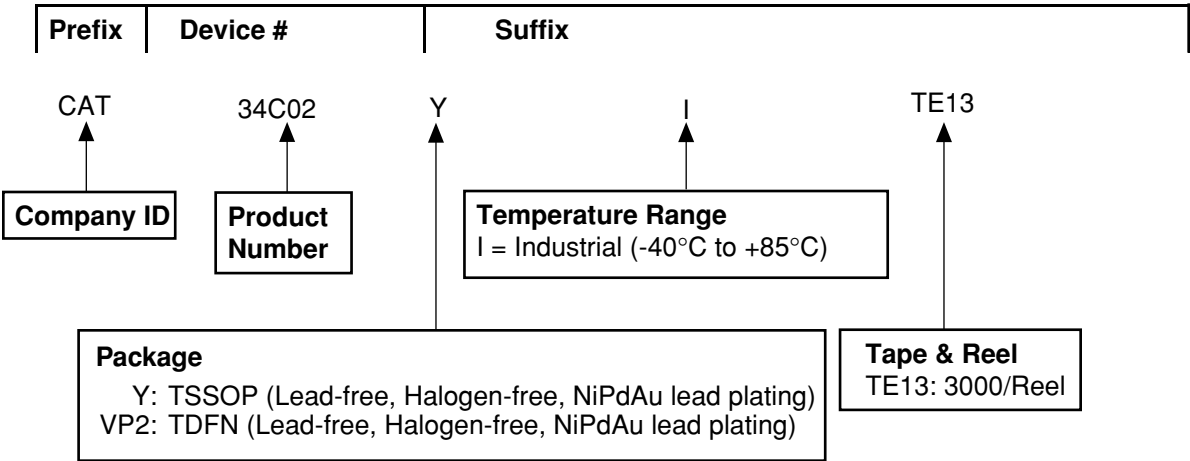 Prefix Device # Suffix
CAT 34C02 Y I TE13
Company ID
Product
Number
Temperature Range
I = Industrial (-40°C to +85°C)
Package
Y: TSSOP (Lead-free, Halogen-free, NiPdAu lead plating)
VP2: TDFN (Lead-free, Halogen-free, NiPdAu lead plating)
Tape & Reel
TE13: 3000/Reel